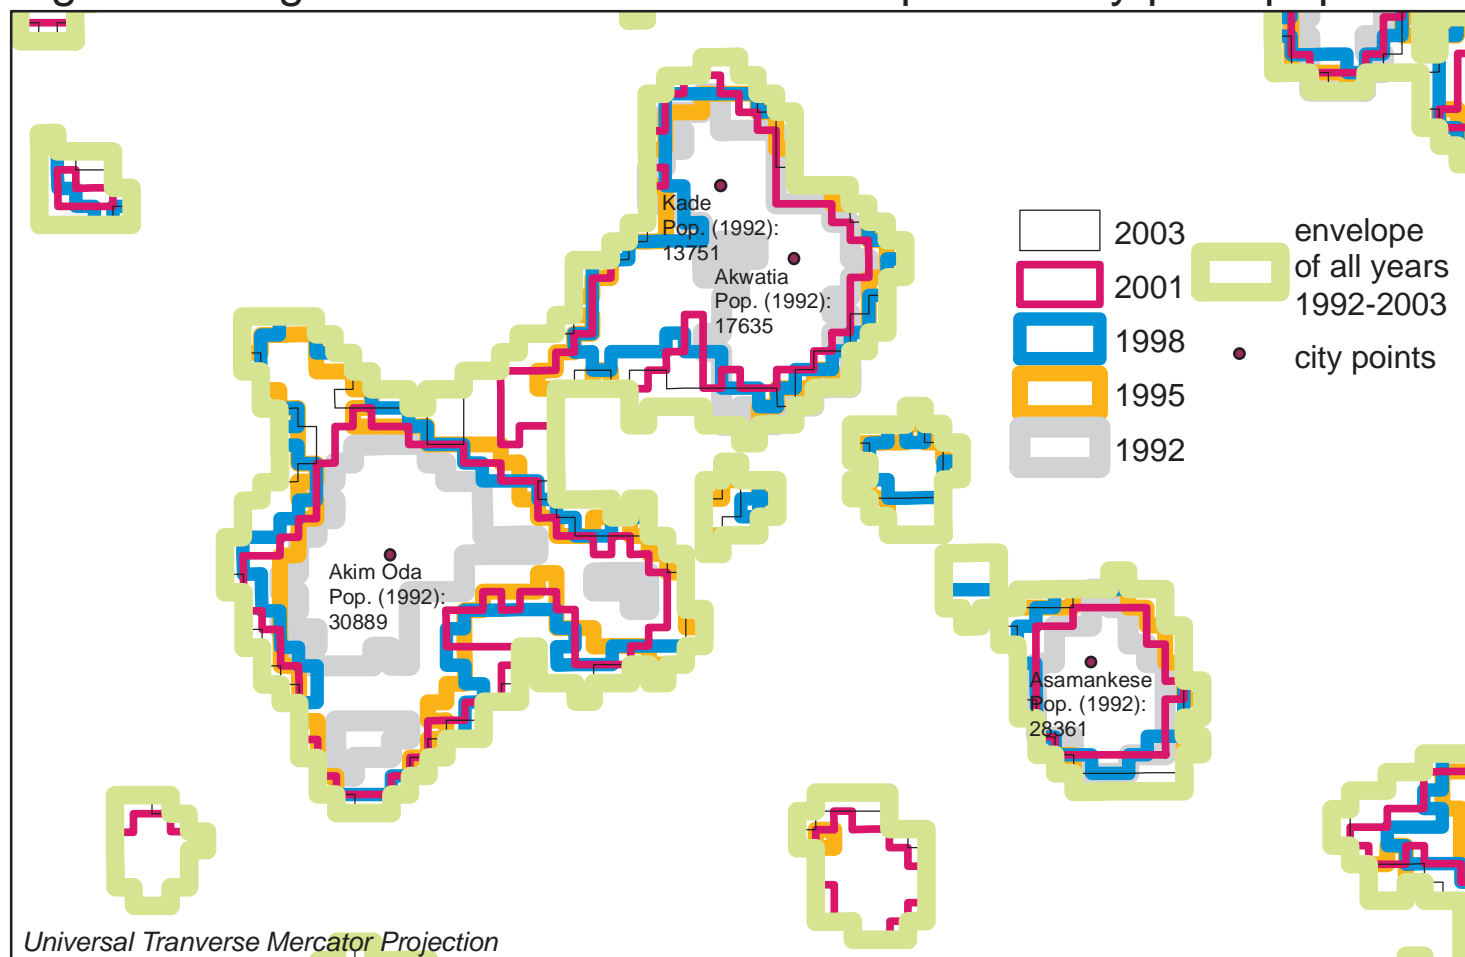 Kade
Pop. (1992):
13751
Akwatia
Pop. (1992):
17635
Akim Oda
Pop. (1992):
30889
Asamankese
Pop. (1992):
28361
2003
2001
1998
1995
1992
envelope
of all years
1992-2003
city points
Universal Tranverse Mercator Projection